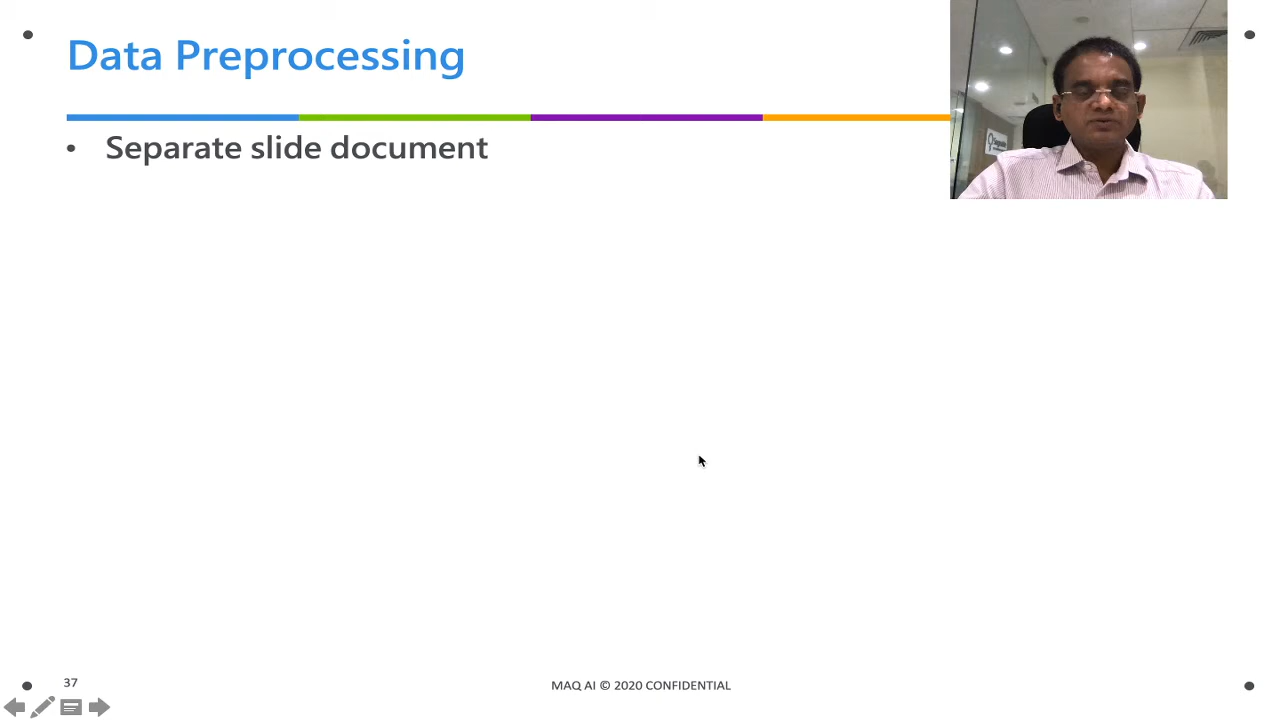 Data Preprocessing
• Separate slide document
37
MAQ AI © 2020 CONFIDENTIAL